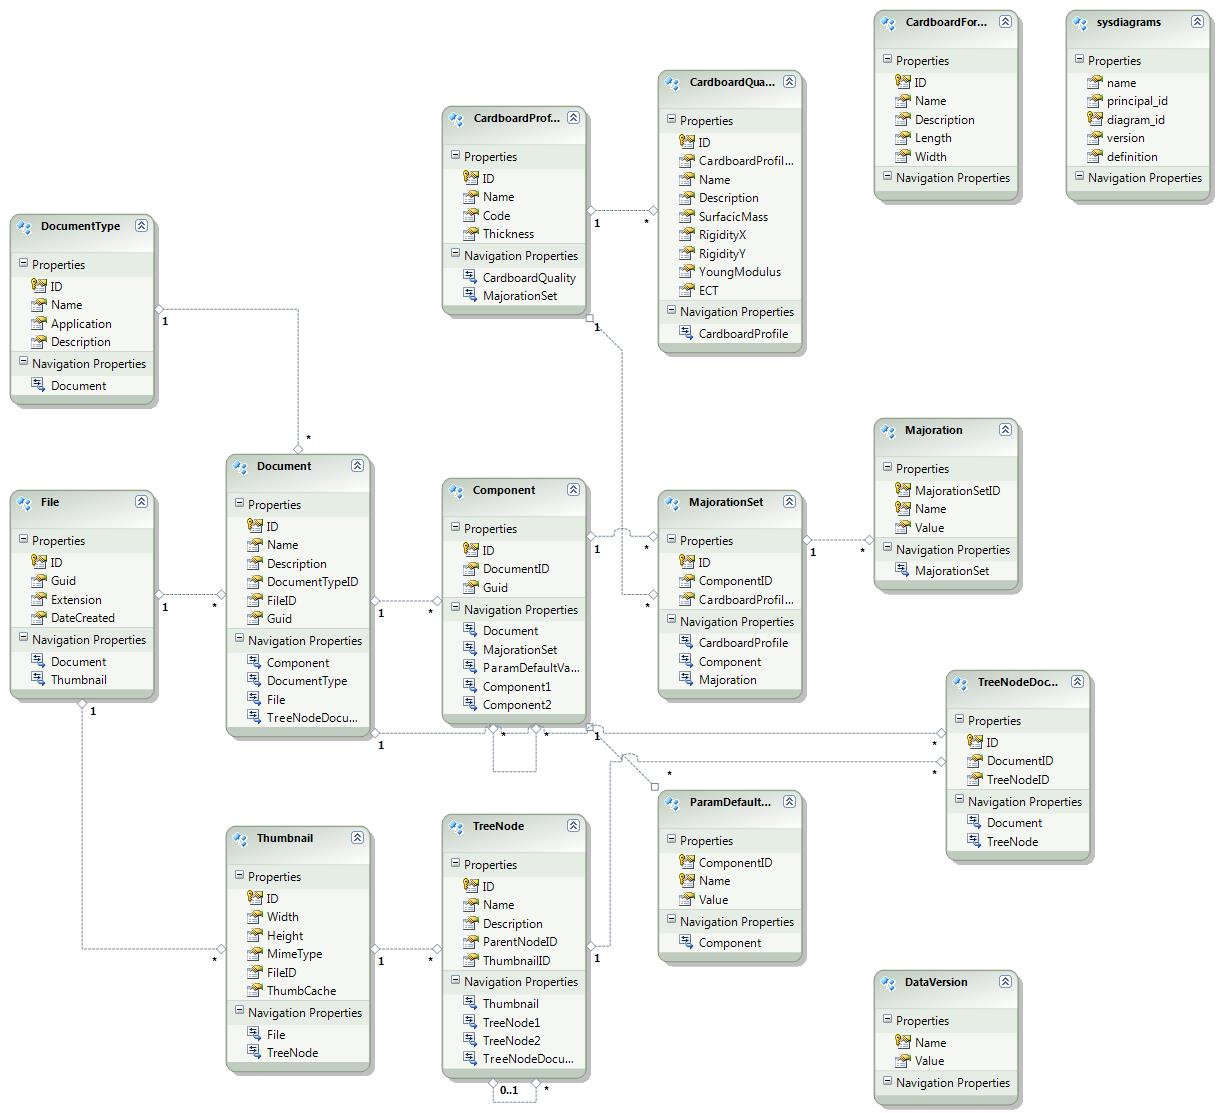 CardboardFor...
Properties
ID
Name
Description
Length
Width
Navigation Properties
sysdiagrams
Properties
name
principal_id
diagram_id
version
definition
Navigation Properties
CardboardQua...
Properties
ID
CardboardProfil...
Name
Description
SurfacicMass
RigidityX
RigidityY
YoungModulus
ECT
Navigation Properties
CardboardProfile
CardboardProf...
Properties
ID
Name
Code
Thickness
Navigation Properties
CardboardQuality
MajorationSet
1
*
1
DocumentType
Properties
ID
Name
Application
Description
Navigation Properties
Document
1
*
File
Properties
ID
Guid
Extension
DateCreated
Navigation Properties
Document
Thumbnail
1
*
1
Document
Properties
ID
Name
Description
DocumentTypeID
FileID
Guid
Navigation Properties
Component
DocumentType
File
TreeNodeDocu...
1
*
1
Component
Properties
ID
DocumentID
Guid
Navigation Properties
Document
MajorationSet
ParamDefaultVa...
Component1
Component2
1
*
*
*
*
1
MajorationSet
Properties
ID
ComponentID
CardboardProfil...
Navigation Properties
CardboardProfile
Component
Majoration
1
*
Majoration
Properties
MajorationSetID
Name
Value
Navigation Properties
MajorationSet
TreeNodeDoc...
Properties
ID
DocumentID
TreeNodeID
Navigation Properties
Document
TreeNode
*
*
*
ParamDefault...
Properties
ComponentID
Name
Value
Navigation Properties
Component
Thumbnail
Properties
ID
Width
Height
MimeType
FileID
ThumbCache
Navigation Properties
File
TreeNode
*
1
*
TreeNode
Properties
ID
Name
Description
ParentNodeID
ThumbnailID
Navigation Properties
Thumbnail
TreeNode1
TreeNode2
TreeNodeDocu...
1
0..1
*
DataVersion
Properties
Name
Value
Navigation Properties